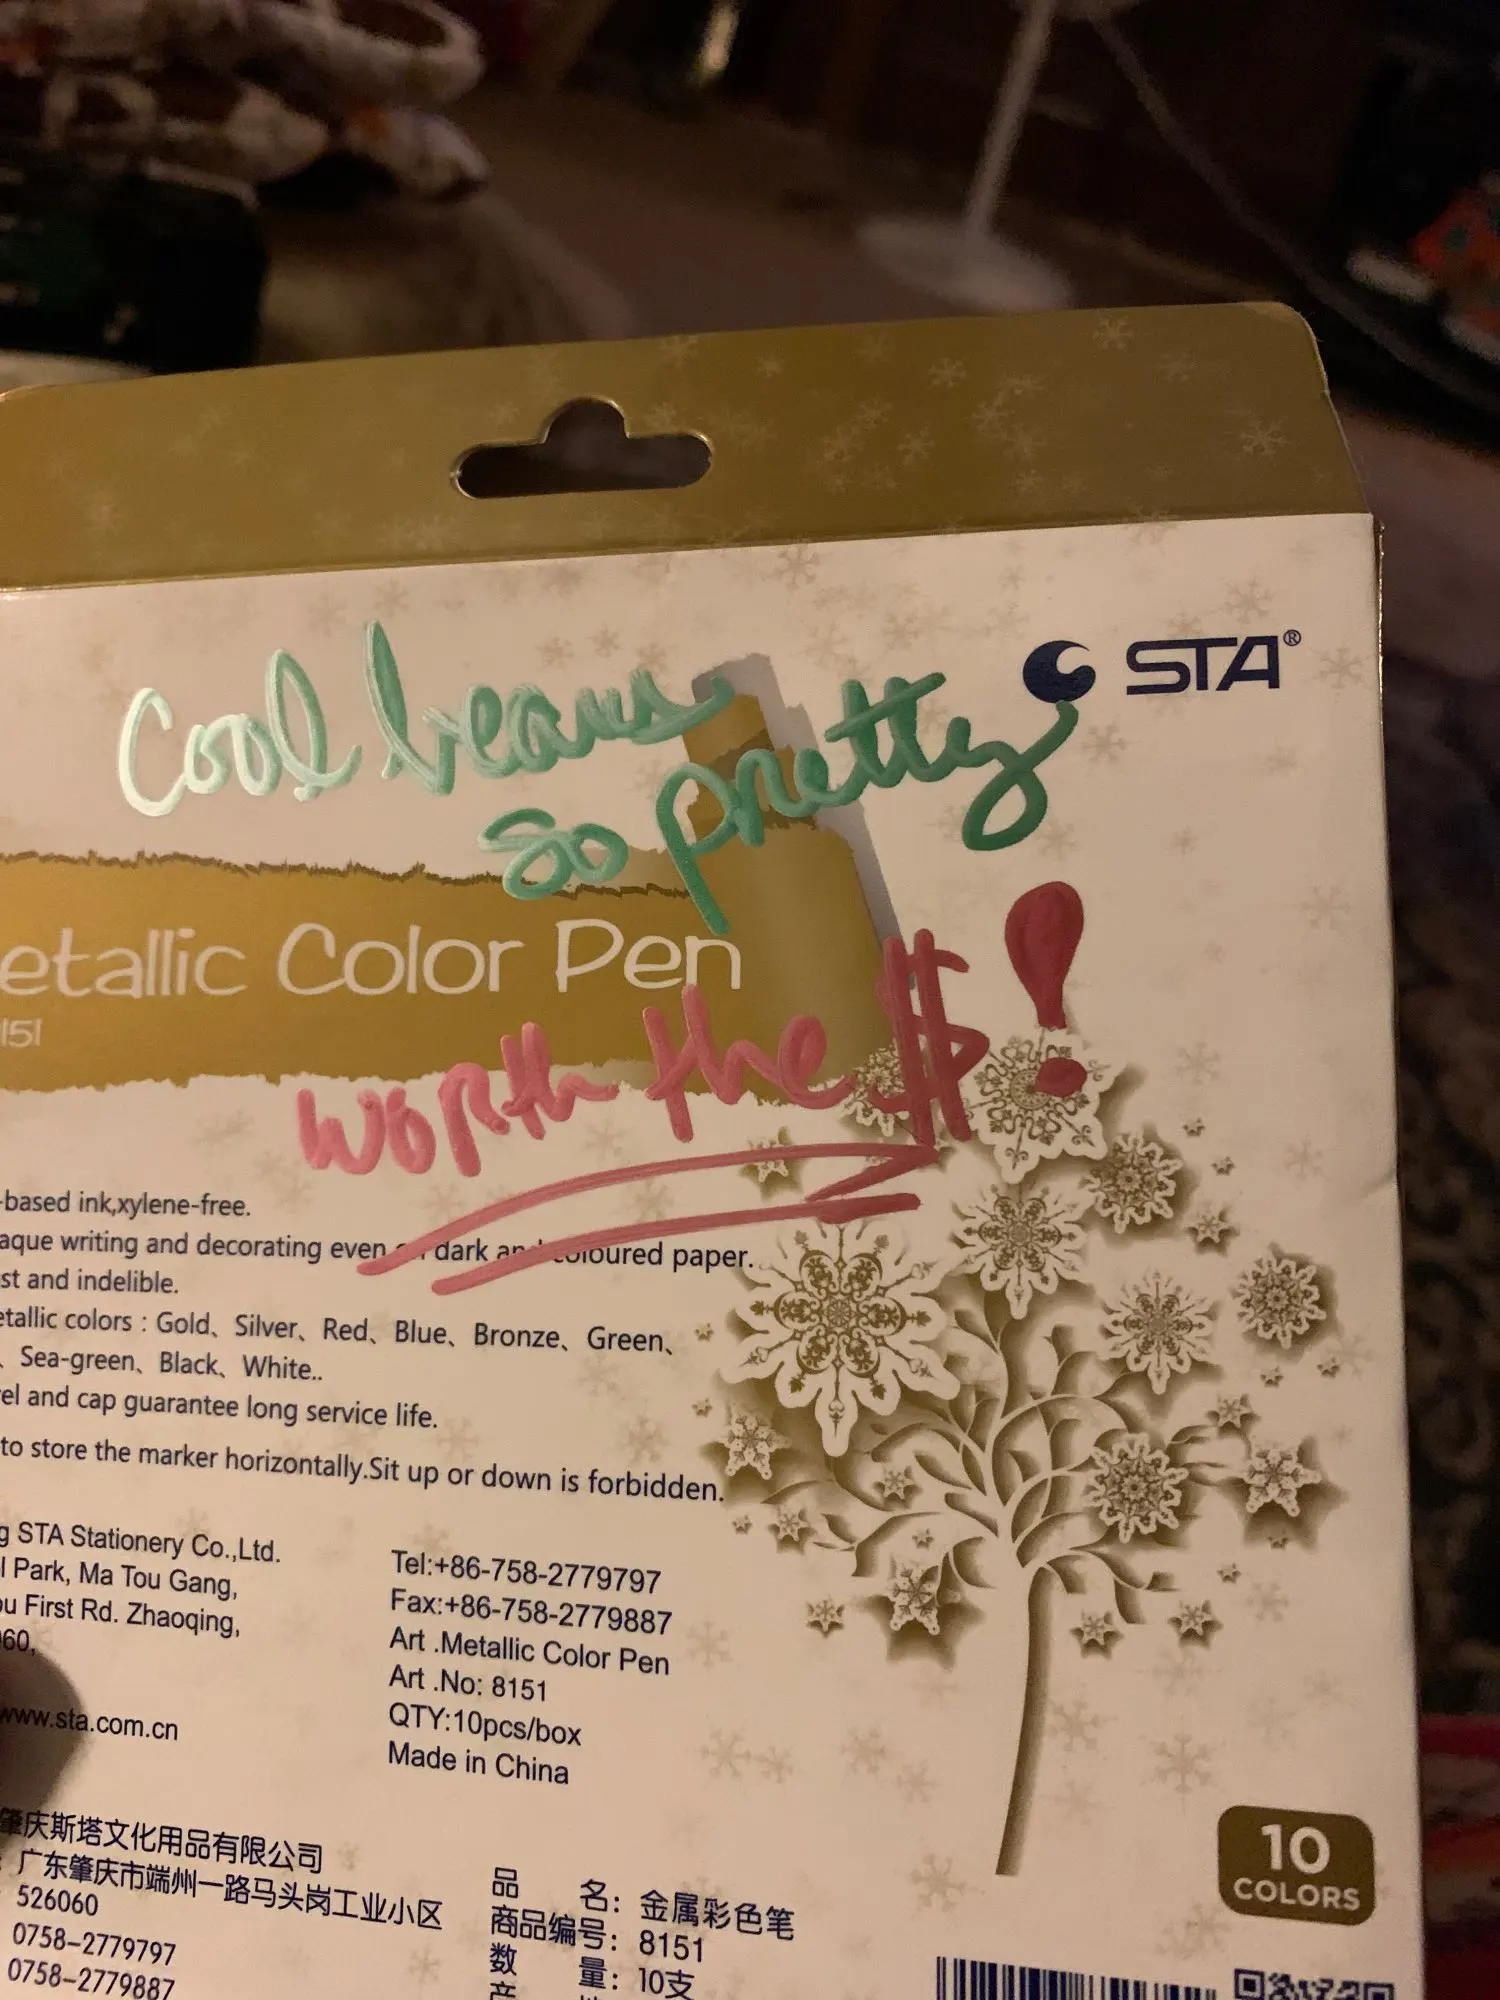 STA®
Cool beans
so pretty
etallic Color Pen
151
worth the $!
-based ink,xylene-free.
aque writing and decorating even dark and coloured paper.
st and indelible.
etallic colors : Gold、Silver、Red、Blue、Bronze、Green、
、Sea-green、Black、White..
el and cap guarantee long service life.
to store the marker horizontally.Sit up or down is forbidden.
g STA Stationery Co.,Ltd.
l Park, Ma Tou Gang,
ou First Rd. Zhaoqing,
060,
www.sta.com.cn
Tel:+86-758-2779797
Fax:+86-758-2779887
Art .Metallic Color Pen
Art .No: 8151
QTY:10pcs/box
Made in China
肇庆斯塔文化用品有限公司
广东肇庆市端州一路马头岗工业小区
526060
0758-2779797
0758-2779887
品 名：金属彩色笔
商品编号：8151
数 量：10支
10
COLORS